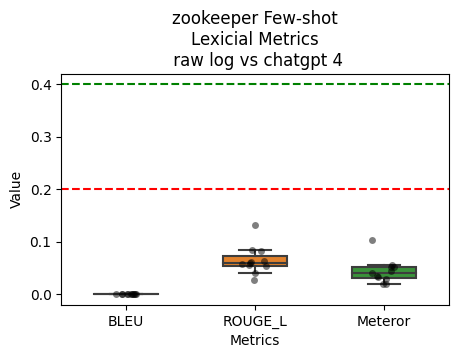 zookeeper Few-shot
Lexicial Metrics
raw log vs chatgpt 4
0.4
0.3
0.2
0.1
0.0
Value
BLEU ROUGE_L Meteror
Metrics